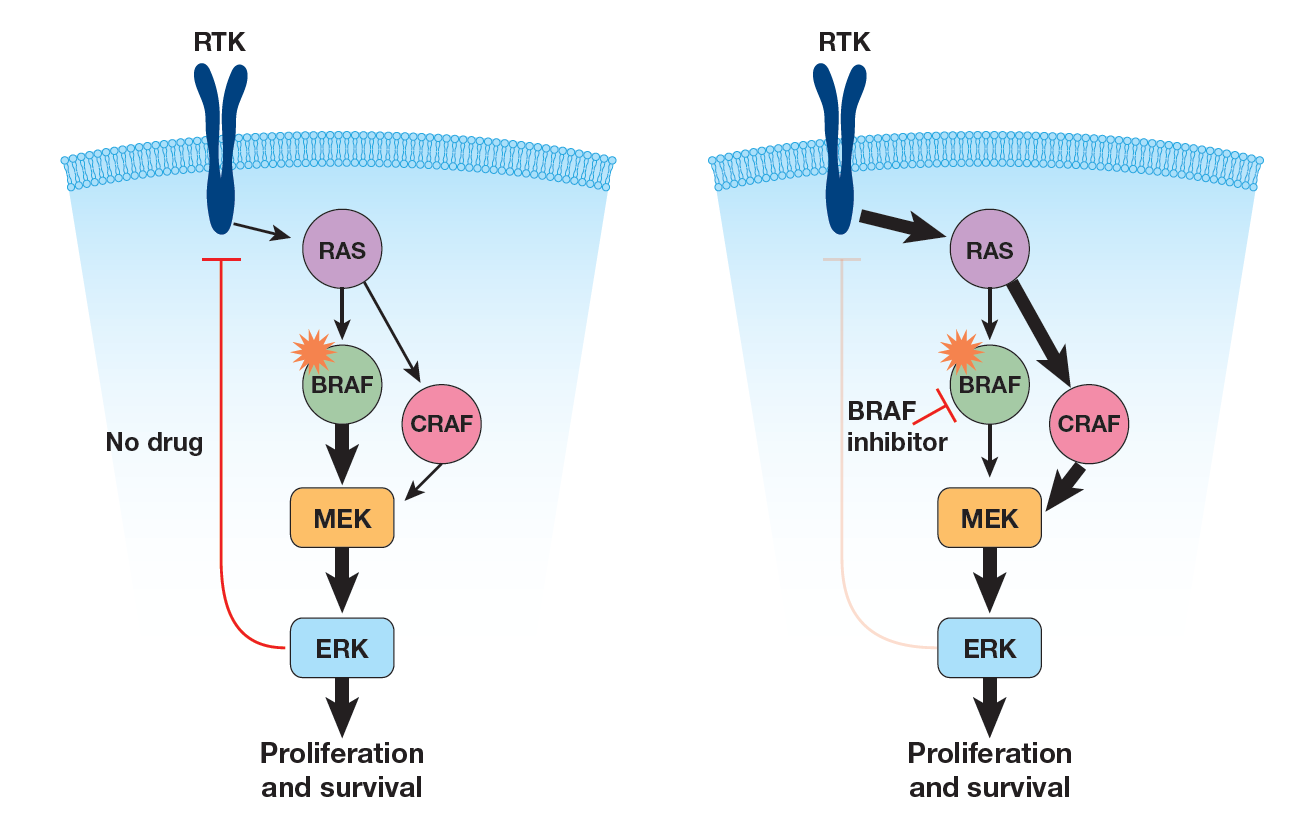 RTK
RAS
BRAF
CRAF
No drug
MEK
ERK
Proliferation
and survival
RTK
RAS
BRAF
BRAF
inhibitor
CRAF
MEK
ERK
Proliferation
and survival